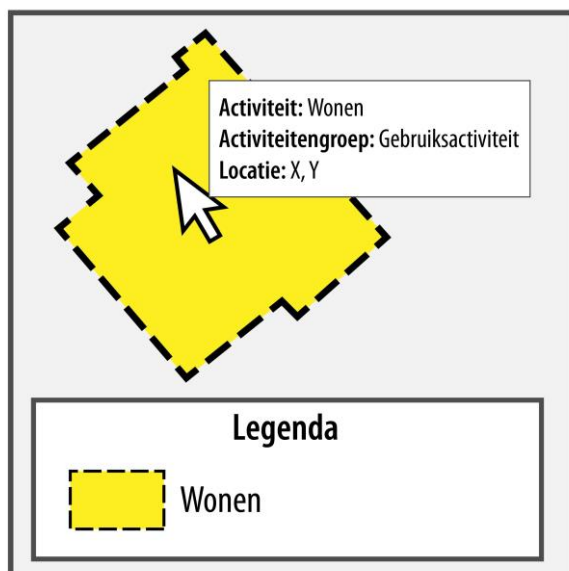 Activiteit: Wonen
Activiteitengroep: Gebruiksactiviteit
Locatie: X, Y
Legenda
Wonen